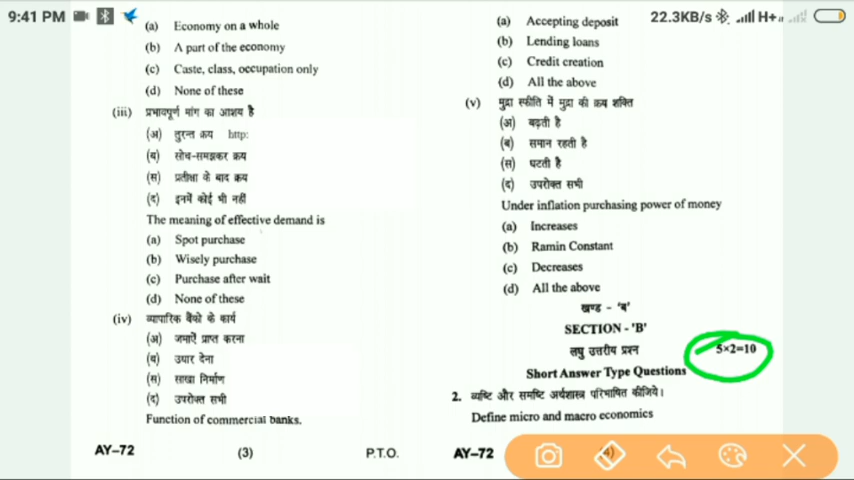 9:41 PM
22.3KB/s
H+
(a) Economy on a whole
(b) A part of the economy
(c) Caste, class, occupation only
(d) None of these
(iii) प्रभावपूर्ण मांग का आशय है
(अ) तुरन्त क्रय http:
(ब) सोच-समझकर क्रय
(स) प्रतीक्षा के बाद क्रय
(द) इनमें कोई भी नहीं
The meaning of effective demand is
(a) Spot purchase
(b) Wisely purchase
(c) Purchase after wait
(d) None of these
(iv) व्यापारिक बैंको के कार्य
(अ) जमाऐं प्राप्त करना
(ब) उधार देना
(स) साखा निर्माण
(द) उपरोक्त सभी
Function of commercial banks.
AY–72
(3)
P.T.O.
(a) Accepting deposit
(b) Lending loans
(c) Credit creation
(d) All the above
(v) मुद्रा स्फीति में मुद्रा की क्रय शक्ति
(अ) बढ़ती है
(ब) समान रहती है
(स) घटती है
(द) उपरोक्त सभी
Under inflation purchasing power of money
(a) Increases
(b) Ramin Constant
(c) Decreases
(d) All the above
खण्ड - 'ब'
SECTION - 'B'
लघु उत्तरीय प्रश्न 5×2=10
Short Answer Type Questions
2. व्यष्टि और समष्टि अर्थशास्त्र परिभाषित कीजिये।
Define micro and macro economics
AY–72
(4)